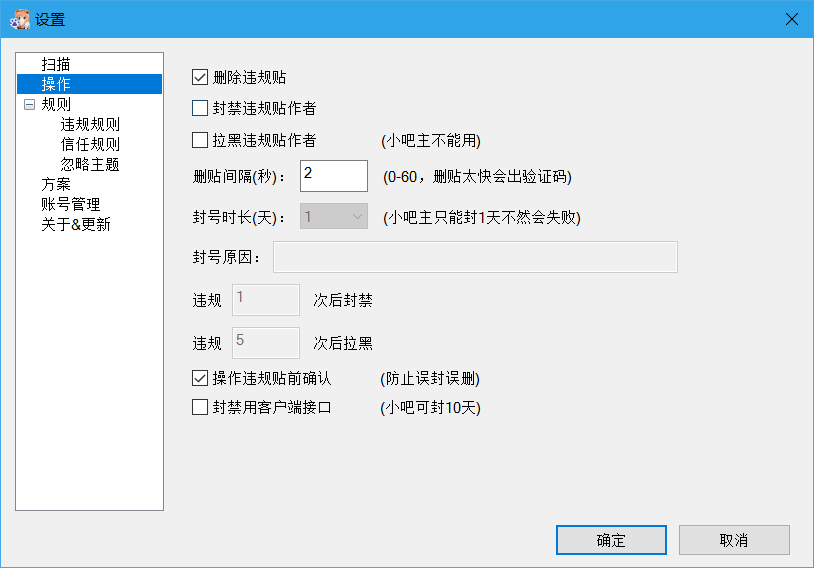 设置
扫描
操作
规则
违规规则
信任规则
忽略主题
方案
账号管理
关于&更新
删除违规贴
封禁违规贴作者
拉黑违规贴作者 (小吧主不能用)
删贴间隔(秒)： 2 (0-60，删贴太快会出验证码)
封号时长(天)： 1 (小吧主只能封1天不然会失败)
封号原因：
违规 1 次后封禁
违规 5 次后拉黑
操作违规贴前确认 (防止误封误删)
封禁用客户端接口 (小吧可封10天)
确定 取消